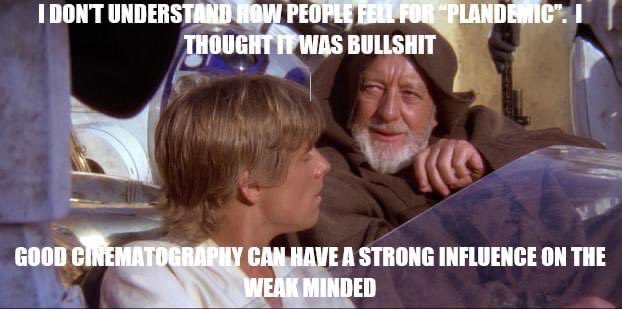 I DON'T UNDERSTAND HOW PEOPLE FELL FOR “PLANDEMIC”. I
THOUGHT IT WAS BULLSHIT
GOOD CINEMATOGRAPHY CAN HAVE A STRONG INFLUENCE ON THE
WEAK MINDED